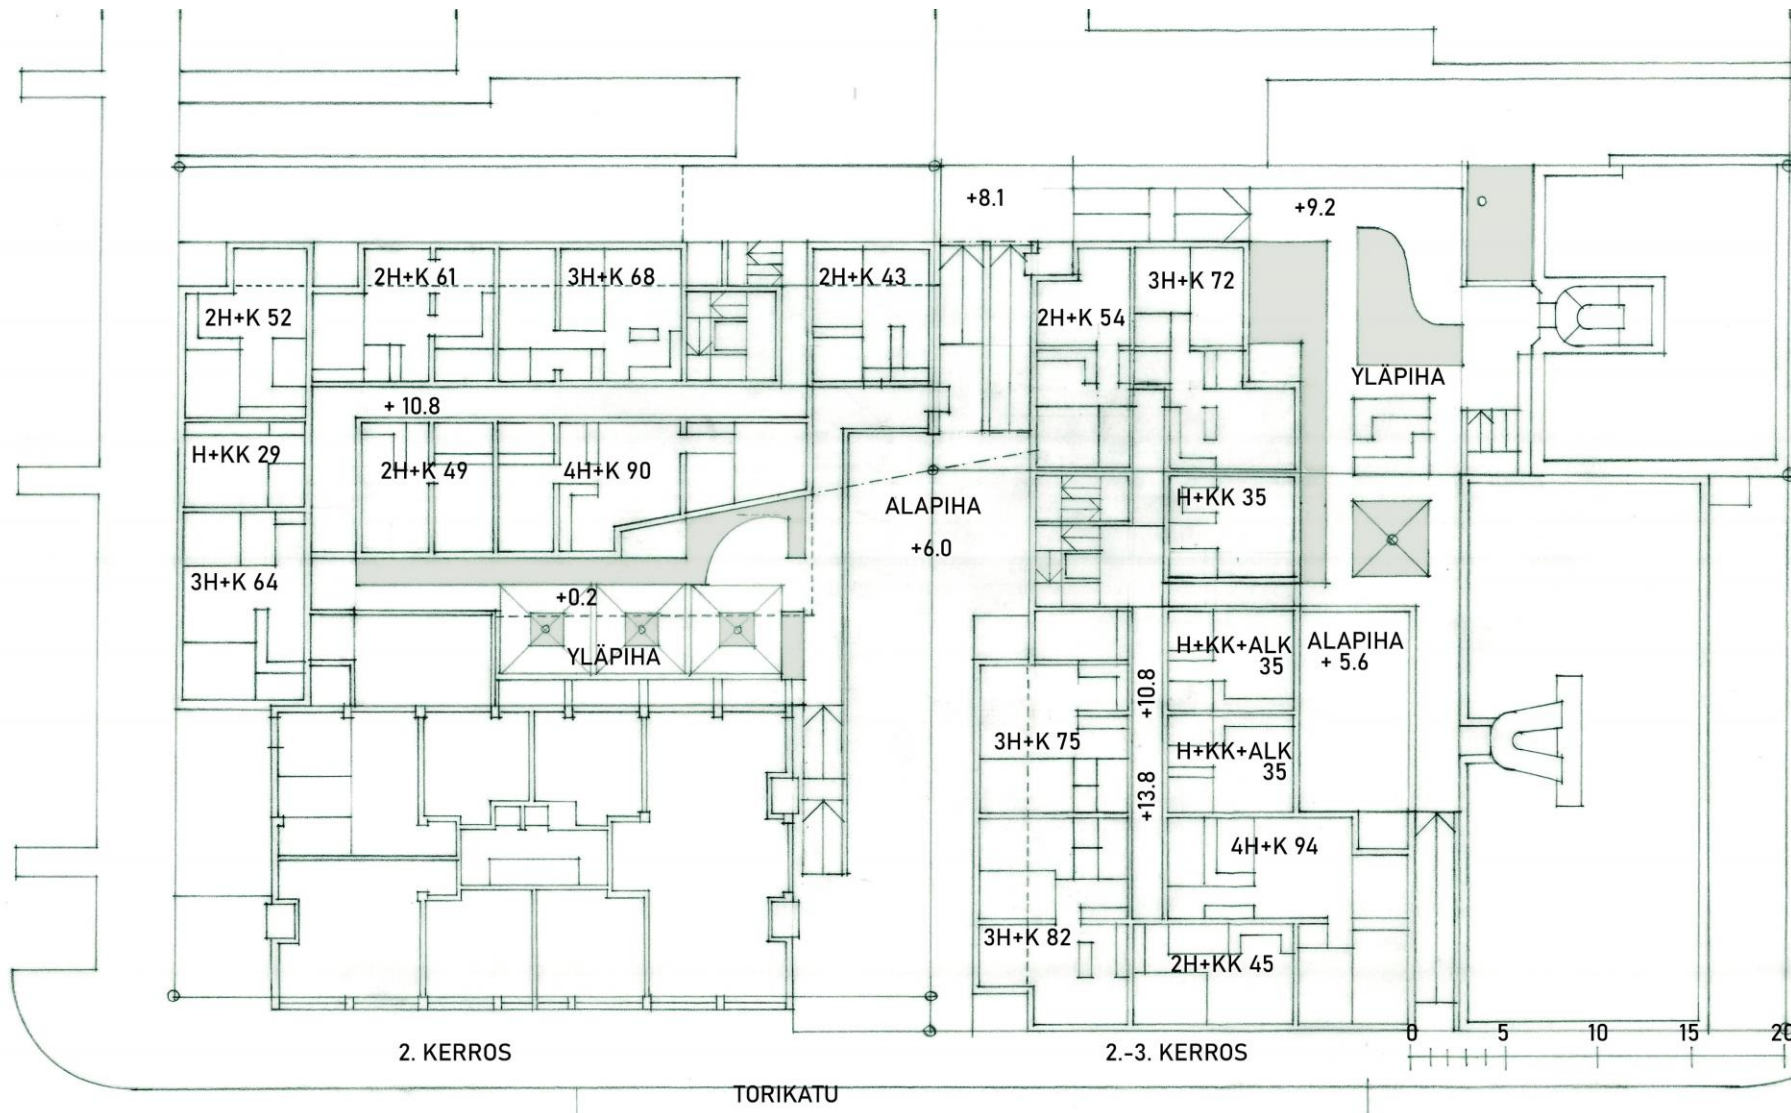 +8.1
+9.2
2H+K 61
3H+K 68
2H+K 43
3H+K 72
2H+K 52
2H+K 54
YLÄPIHA
+ 10.8
H+KK 29
2H+K 49
4H+K 90
H+KK 35
ALAPIHA
+6.0
3H+K 64
+0.2
YLÄPIHA
H+KK+ALK
35
ALAPIHA
+ 5.6
+10.8
3H+K 75
H+KK+ALK
35
+13.8
4H+K 94
3H+K 82
2H+KK 45
0 5 10 15 20
2. KERROS
2.-3. KERROS
TORIKATU